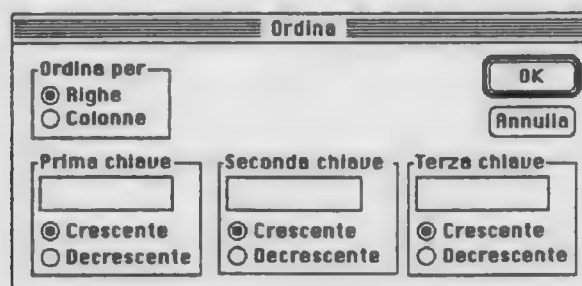 Ordina
Ordina per
Righe
Colonne
OK
Annulla
Prima chiave
Crescente
Decrescente
Seconda chiave
Crescente
Decrescente
Terza chiave
Crescente
Decrescente